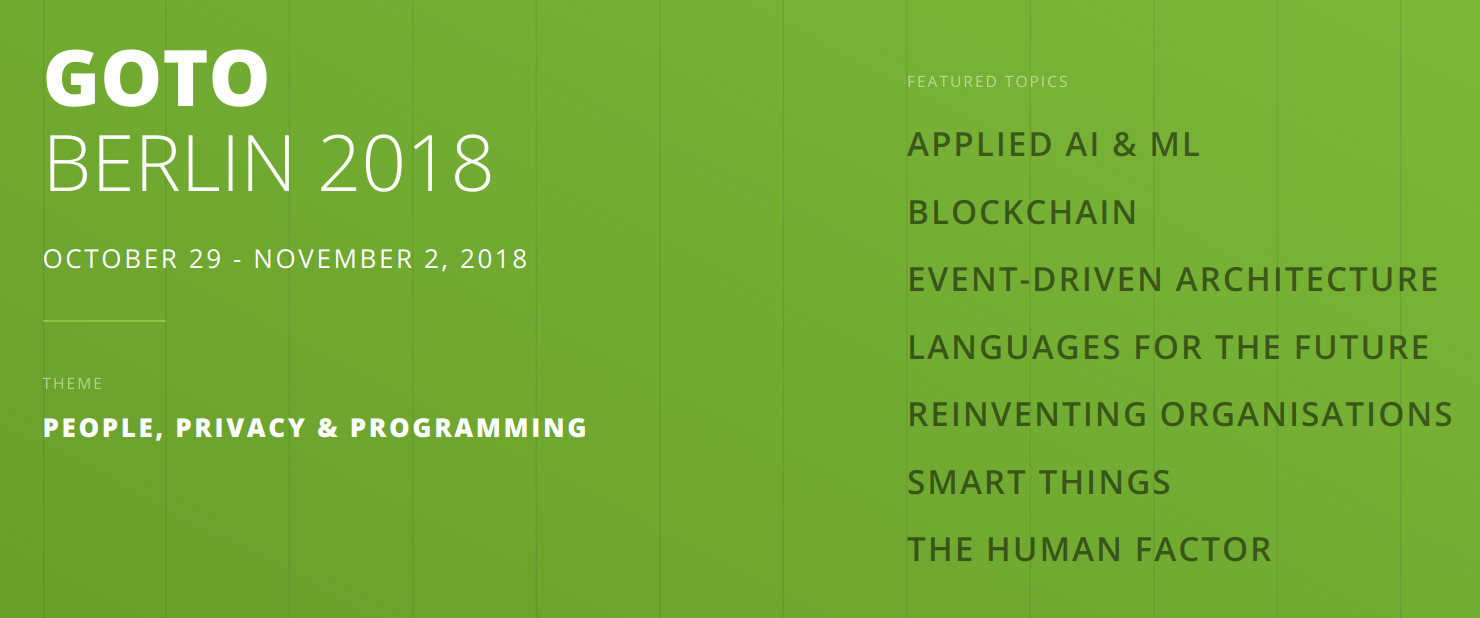 GOTO
BERLIN 2018
OCTOBER 29 - NOVEMBER 2, 2018
THEME
PEOPLE, PRIVACY & PROGRAMMING
FEATURED TOPICS
APPLIED AI & ML
BLOCKCHAIN
EVENT-DRIVEN ARCHITECTURE
LANGUAGES FOR THE FUTURE
REINVENTING ORGANISATIONS
SMART THINGS
THE HUMAN FACTOR